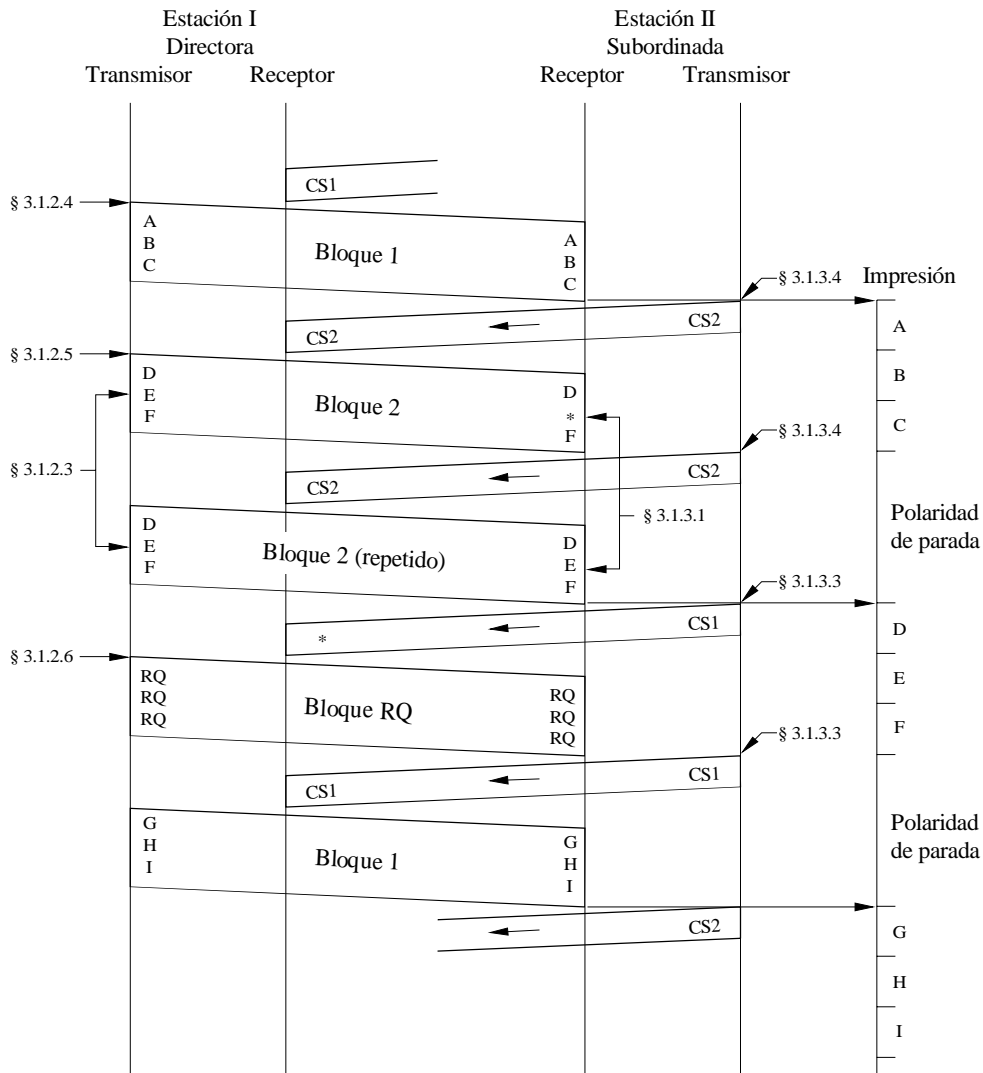 Estación I
Directora
Estación II
Subordinada
Transmisor
Receptor
Receptor
Transmisor
CS1
§ 3.1.2.4
A
B
C
Bloque 1
A
B
C
§ 3.1.3.4
Impresión
CS2
CS2
A
§ 3.1.2.5
D
E
F
Bloque 2
D
*
F
B
C
§ 3.1.3.4
§ 3.1.2.3
CS2
CS2
§ 3.1.3.1
D
E
F
Bloque 2 (repetido)
D
E
F
Polaridad
de parada
§ 3.1.3.3
*
CS1
D
§ 3.1.2.6
RQ
RQ
RQ
Bloque RQ
RQ
RQ
RQ
E
F
§ 3.1.3.3
CS1
CS1
G
H
I
Bloque 1
G
H
I
Polaridad
de parada
CS2
G
H
I